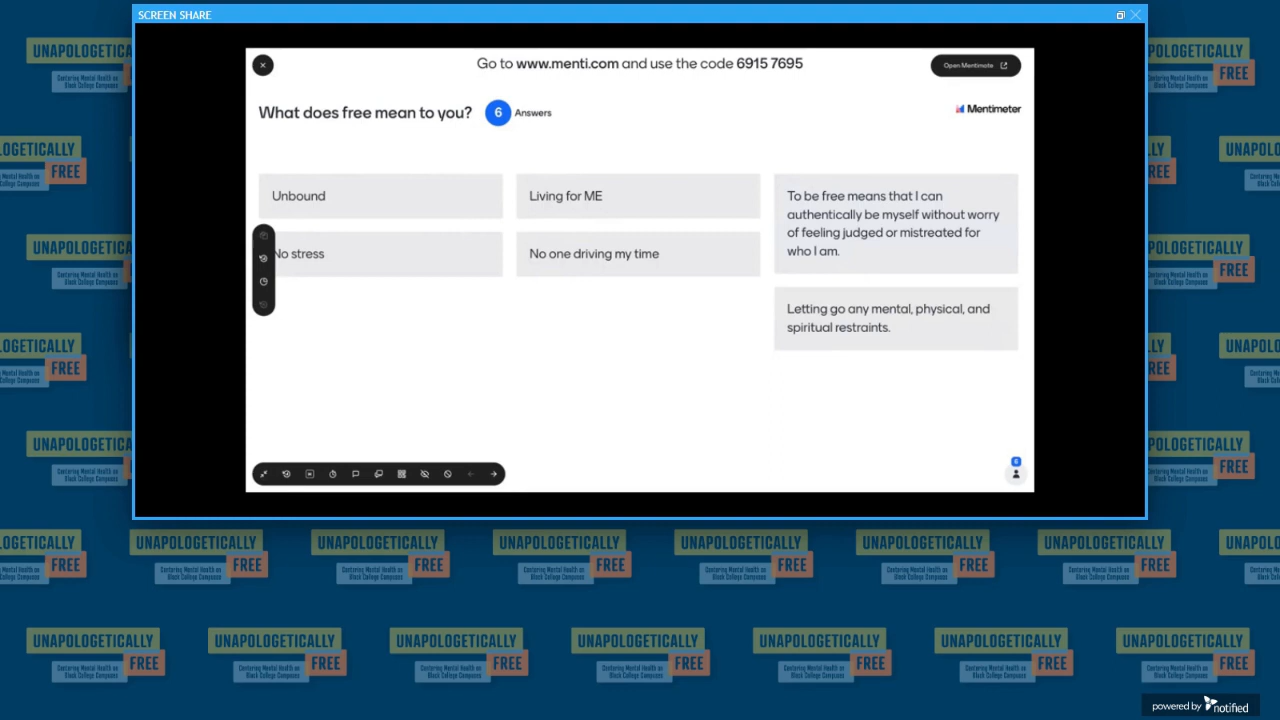 SCREEN SHARE
Go to www.menti.com and use the code 6915 7695
Open Mentimote
What does free mean to you?
6
Answers
Mentimeter
Unbound
Living for ME
To be free means that I can
authentically be myself without worry
of feeling judged or mistreated for
who I am.
No stress
No one driving my time
Letting go any mental, physical, and
spiritual restraints.
6
UNAPOLOGETICALLY
FREE
Centering Mental Health on
Black College Campuses
powered by notified